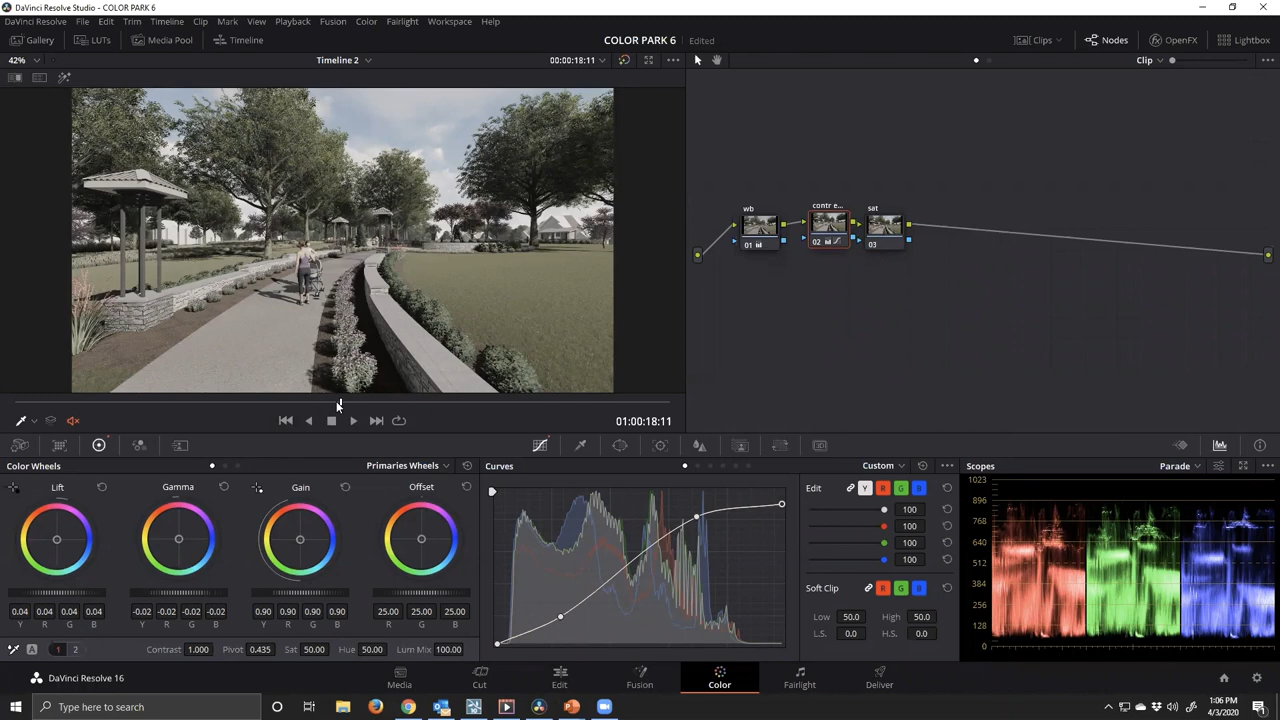 DaVinci Resolve Studio - COLOR PARK 6
DaVinci Resolve File Edit Trim Timeline Clip Mark View Playback Fusion Color Fairlight Workspace Help
Gallery LUTs Media Pool Timeline COLOR PARK 6 Edited Clips Nodes OpenFX Lightbox
42% Timeline 2 00:00:18:11 Clip
wb contr e... sat
01 02 03
01:00:18:11
Color Wheels Primaries Wheels Curves Custom Scopes Parade
Lift Gamma Gain Offset
Edit Y R G B
100
100
100
100
Soft Clip R G B
Low 50.0 High 50.0
L.S. 0.0 H.S. 0.0
0.04 0.04 0.04 0.04 -0.02 -0.02 -0.02 -0.02 0.90 0.90 0.90 0.90 25.00 25.00 25.00
Y R G B Y R G B Y R G B R G B
A 1 2 Contrast 1.000 Pivot 0.435 Sat 50.00 Hue 50.00 Lum Mix 100.00
1023
896
768
640
512
384
256
128
0
DaVinci Resolve 16 Media Cut Edit Fusion Color Fairlight Deliver
Type here to search
1:06 PM
4/3/2020